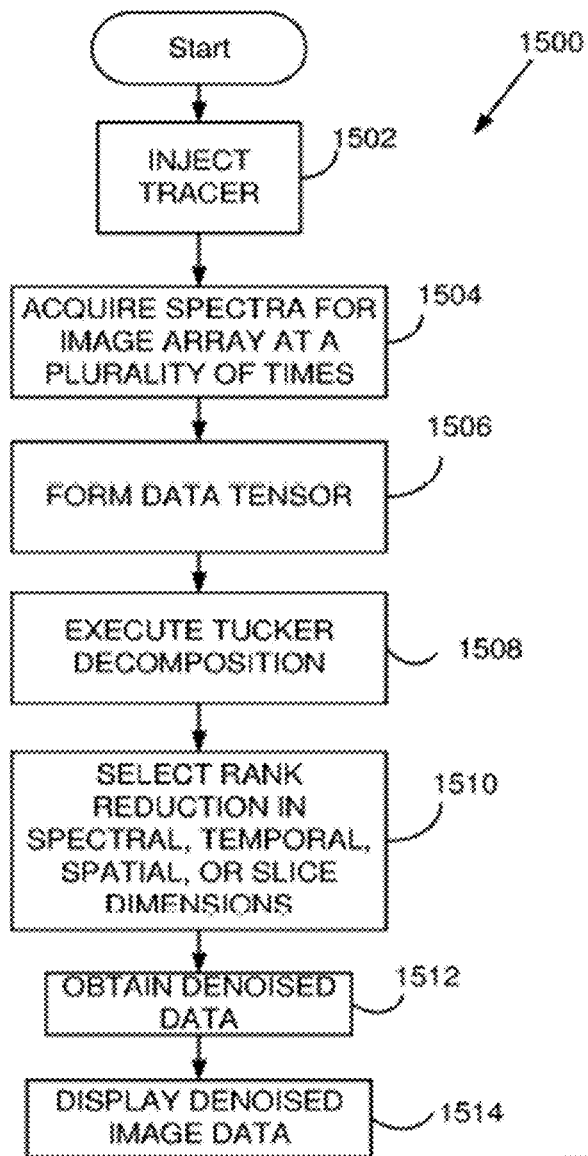 Start
1500
INJECT
TRACER
1502
ACQUIRE SPECTRA FOR
IMAGE ARRAY AT A
PLURALITY OF TIMES
1504
FORM DATA TENSOR
1506
EXECUTE TUCKER
DECOMPOSITION
1508
SELECT RANK
REDUCTION IN
SPECTRAL, TEMPORAL,
SPATIAL, OR SLICE
DIMENSIONS
1510
OBTAIN DENOISED
DATA
1512
DISPLAY DENOISED
IMAGE DATA
1514